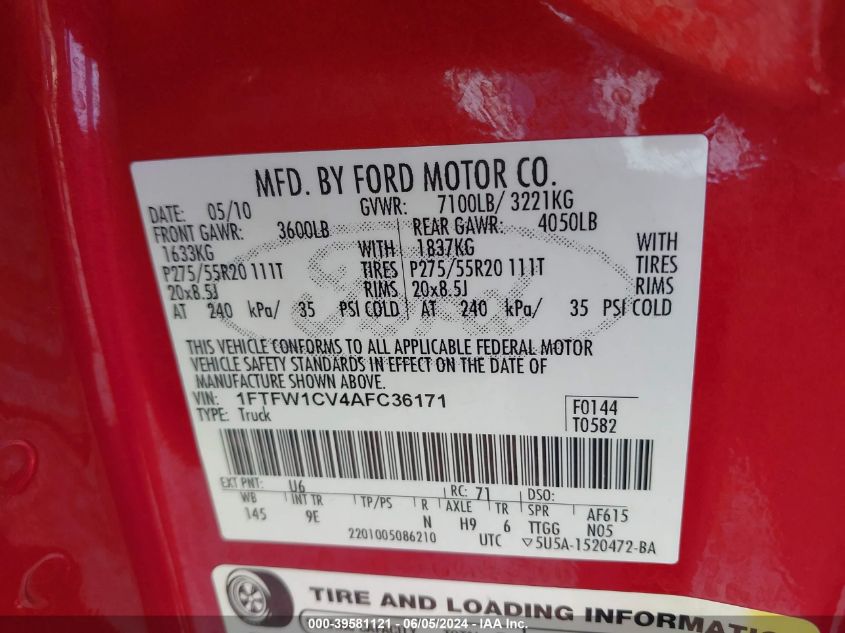 MFD. BY FORD MOTOR CO.
DATE: 05/10 GVWR: 7100LB/ 3221KG
FRONT GAWR: 3600LB REAR GAWR: 4050LB
1633KG WITH 1837KG WITH
P275/55R20 111T TIRES P275/55R20 111T TIRES
20x8.5J RIMS 20x8.5J RIMS
AT 240 kPa/ 35 PSI COLD AT 240 kPa/ 35 PSI COLD
THIS VEHICLE CONFORMS TO ALL APPLICABLE FEDERAL MOTOR
VEHICLE SAFETY STANDARDS IN EFFECT ON THE DATE OF
MANUFACTURE SHOWN ABOVE.
VIN: 1FTFW1CV4AFC36171 F0144
TYPE: Truck T0582
EXT PNT: U6 RC: 71 DSO:
WB INT TR TP/PS R AXLE TR SPR AF615
145 9E N H9 6 TTGG N05
2201005086210 UTC ▽5U5A-1520472-BA
TIRE AND LOADING INFORMATION
000-39581121 - 06/05/2024 - IAA, Inc.